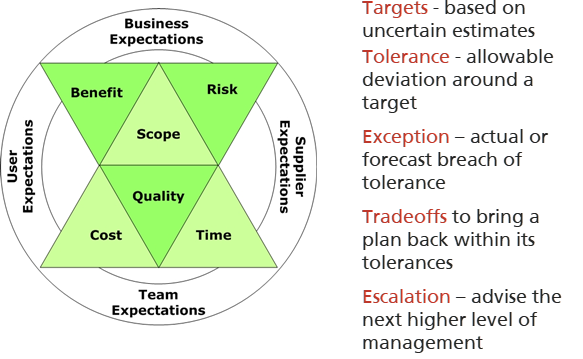 Business
Expectations
Benefit
Risk
Scope
User
Expectations
Supplier
Expectations
Quality
Cost
Time
Team
Expectations
Targets - based on
uncertain estimates
Tolerance - allowable
deviation around a
target
Exception – actual or
forecast breach of
tolerance
Tradeoffs to bring a
plan back within its
tolerances
Escalation – advise the
next higher level of
management